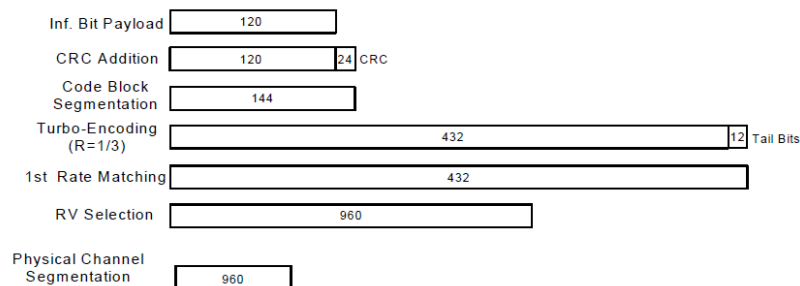 Inf. Bit Payload 120
CRC Addition 120 24 CRC
Code Block
Segmentation 144
Turbo-Encoding
(R=1/3) 432 12 Tail Bits
1st Rate Matching 432
RV Selection 960
Physical Channel
Segmentation 960